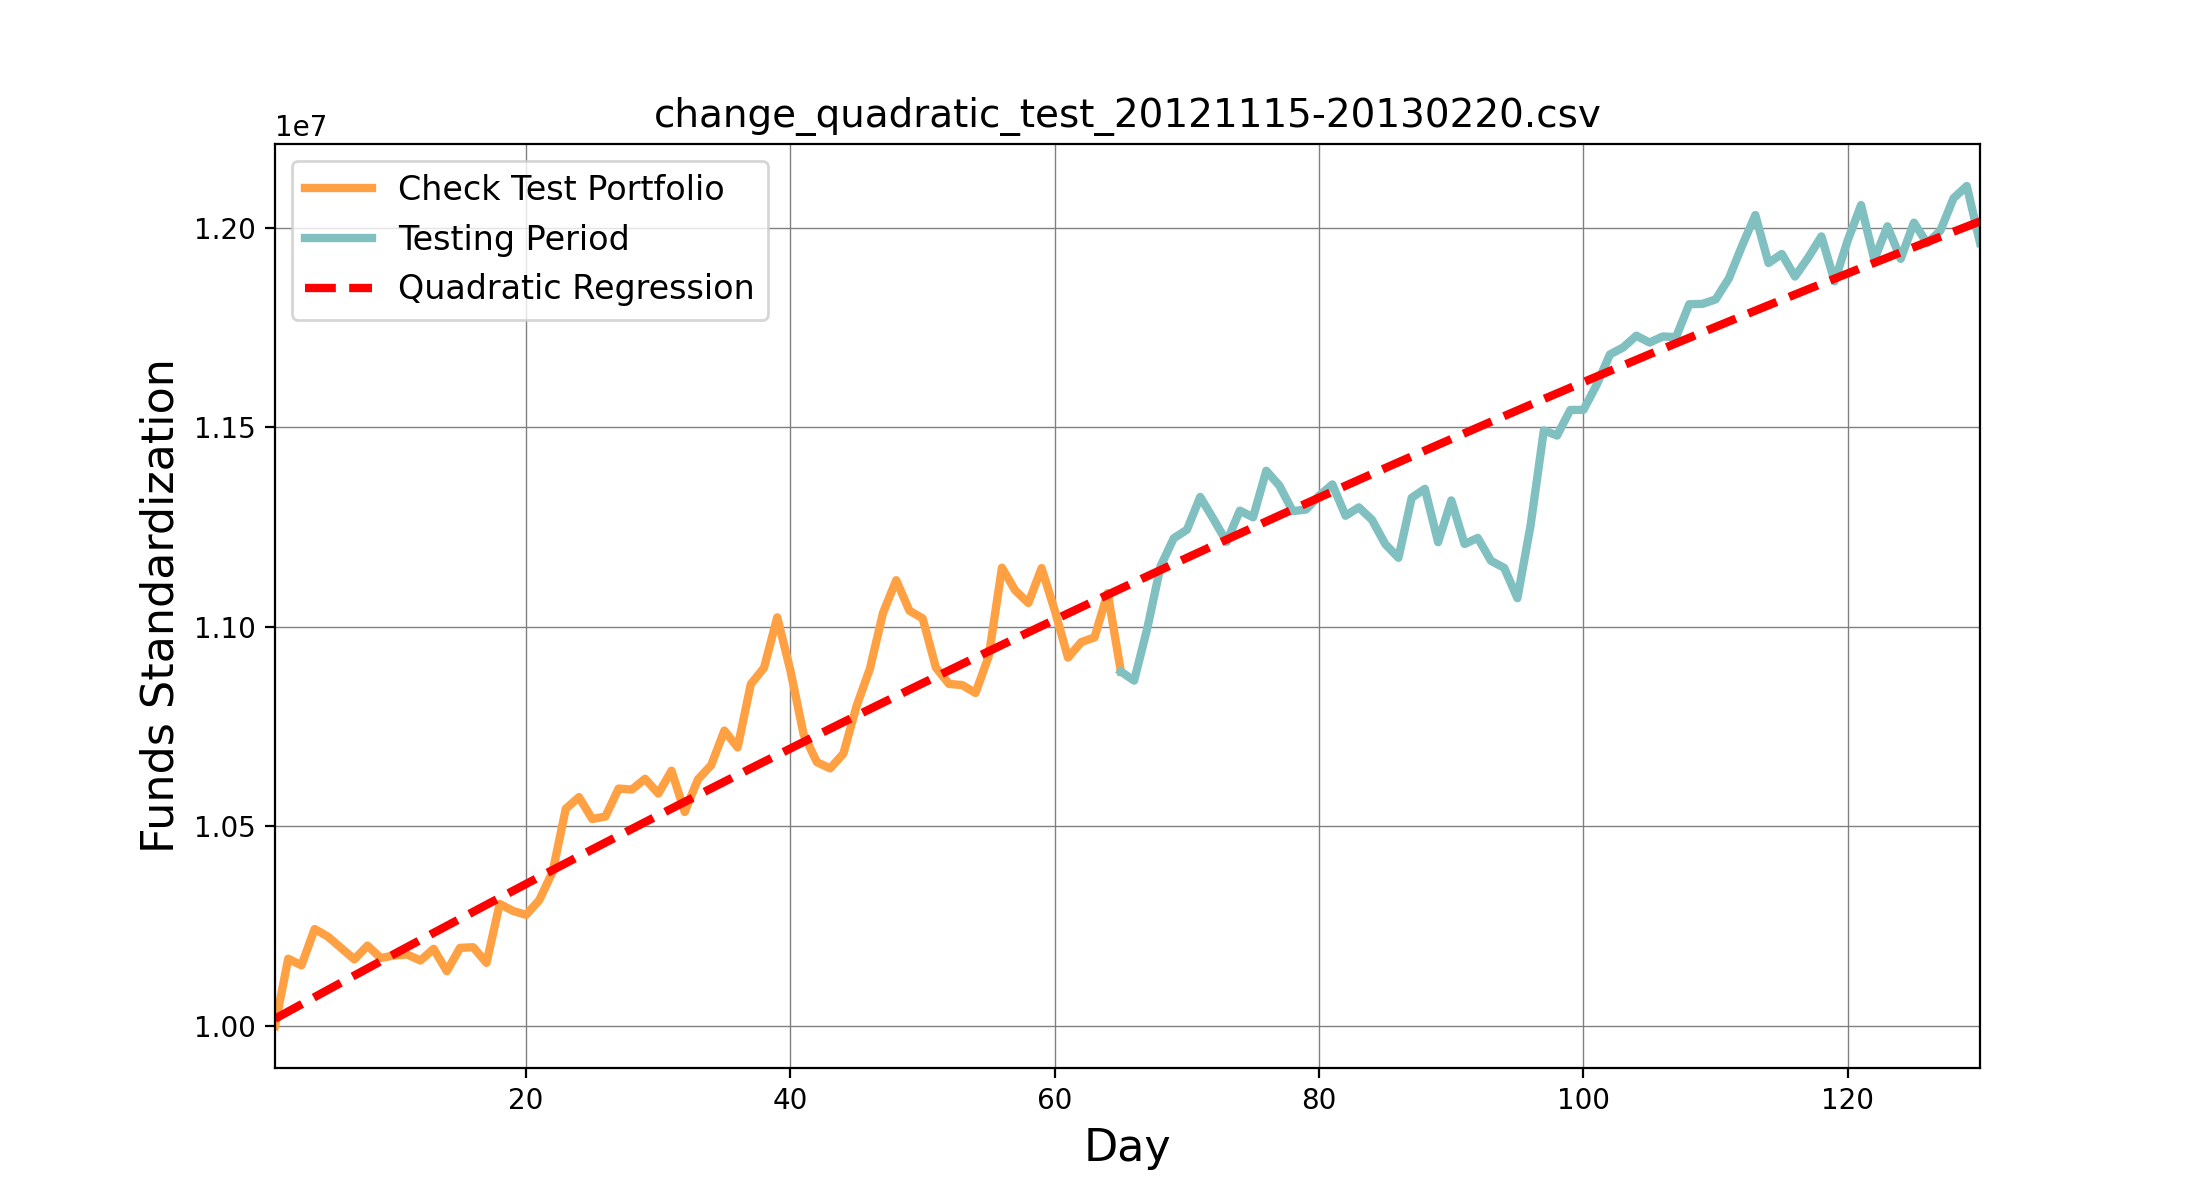 change_quadratic_test_20121115-20130220.csv
1e7
Check Test Portfolio
Testing Period
Quadratic Regression
1.20
1.15
1.10
1.05
1.00
Funds Standardization
20 40 60 80 100 120
Day